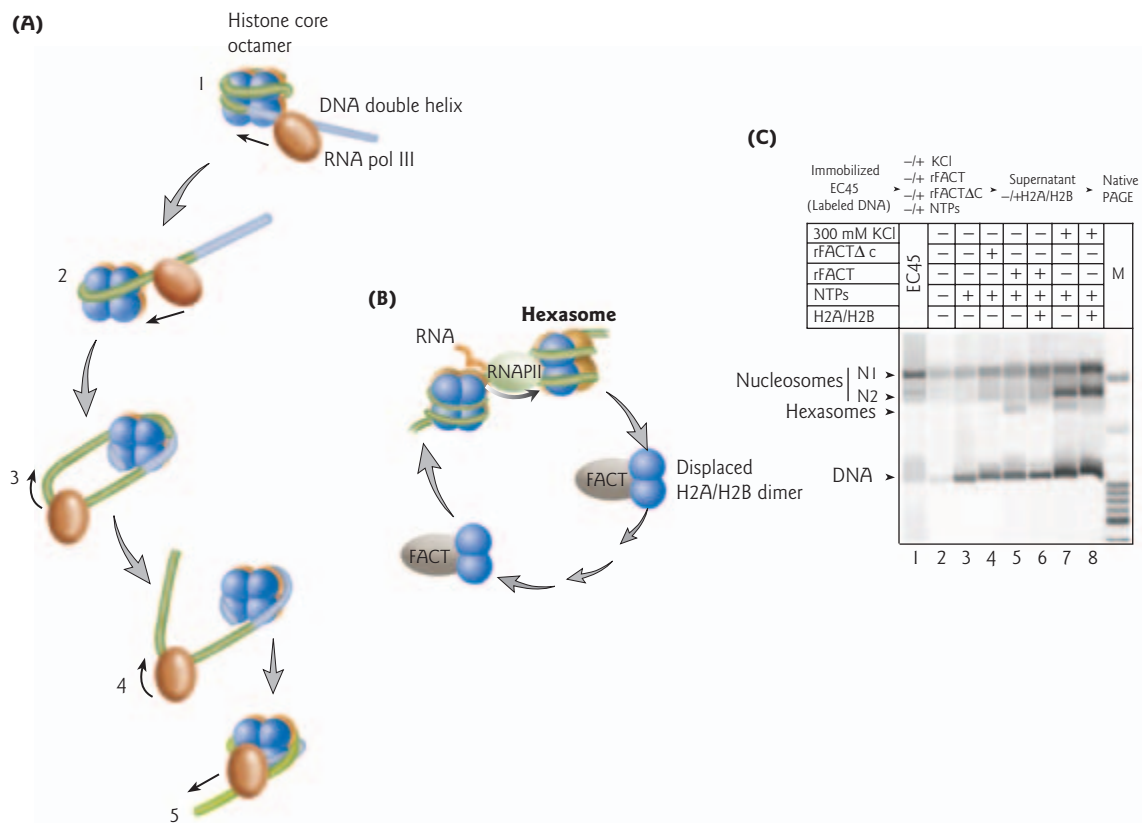 (A)
Histone core
octamer
1
DNA double helix
RNA pol III
2
3
4
5
(B)
RNA
Hexasome
RNAPII
FACT
Displaced
H2A/H2B dimer
FACT
(C)
Immobilized
EC45
(Labeled DNA)
−/+ KCl
−/+ rFACT
−/+ rFACTΔC
−/+ NTPs
Supernatant
−/+H2A/H2B
Native
PAGE
300 mM KCl EC45 − − − − − + + M
rFACTΔ c − − + − − − −
rFACT − − − + + − −
NTPs − + + + + + +
H2A/H2B − − − − + − +
Nucleosomes N1
N2
Hexasomes
DNA
1 2 3 4 5 6 7 8